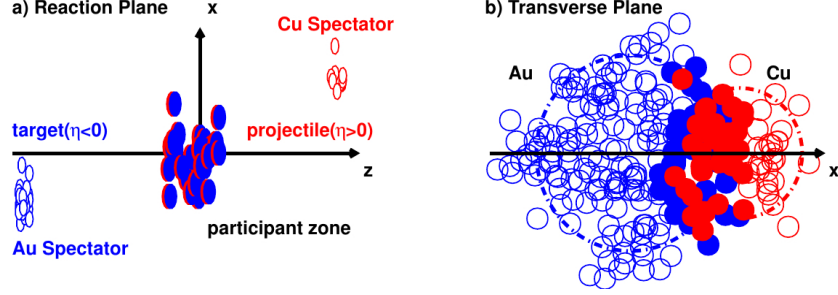 a) Reaction Plane
x
Cu Spectator
target(η<0)
projectile(η>0)
z
participant zone
Au Spectator
b) Transverse Plane
Au
Cu
x